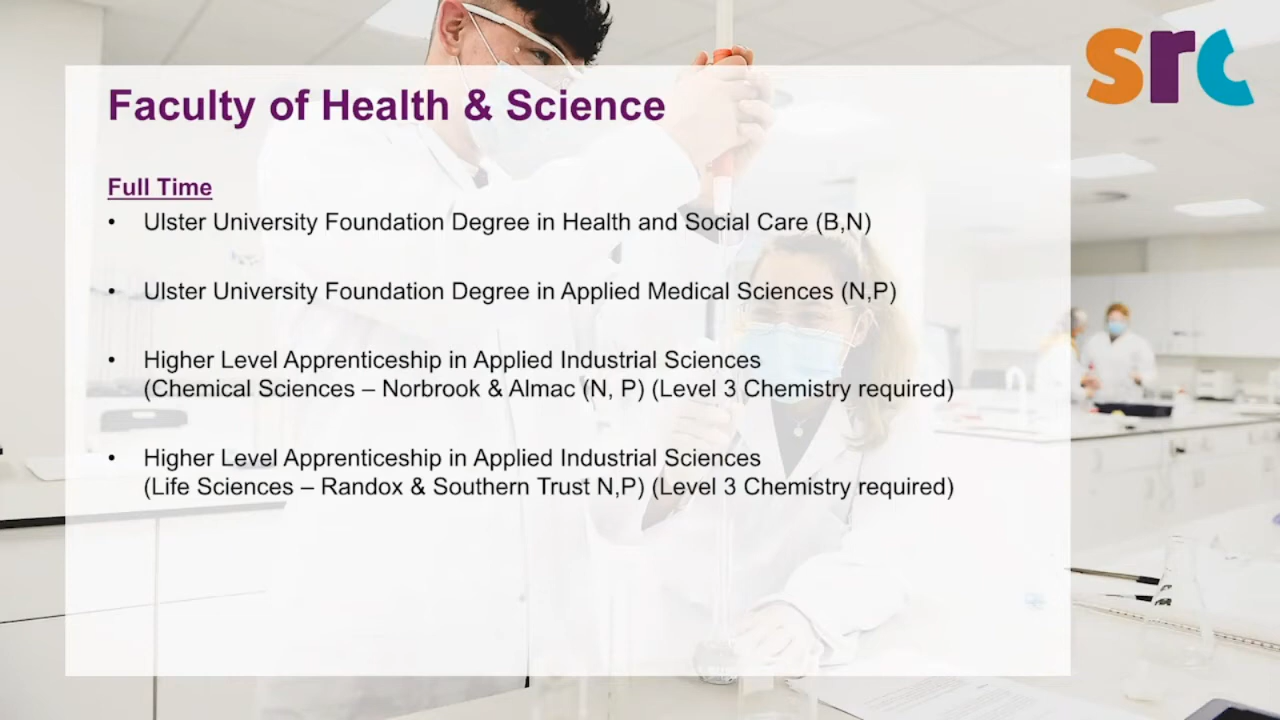 src
Faculty of Health & Science
Full Time
• Ulster University Foundation Degree in Health and Social Care (B,N)
• Ulster University Foundation Degree in Applied Medical Sciences (N,P)
• Higher Level Apprenticeship in Applied Industrial Sciences
(Chemical Sciences – Norbrook & Almac (N, P) (Level 3 Chemistry required)
• Higher Level Apprenticeship in Applied Industrial Sciences
(Life Sciences – Randox & Southern Trust N,P) (Level 3 Chemistry required)